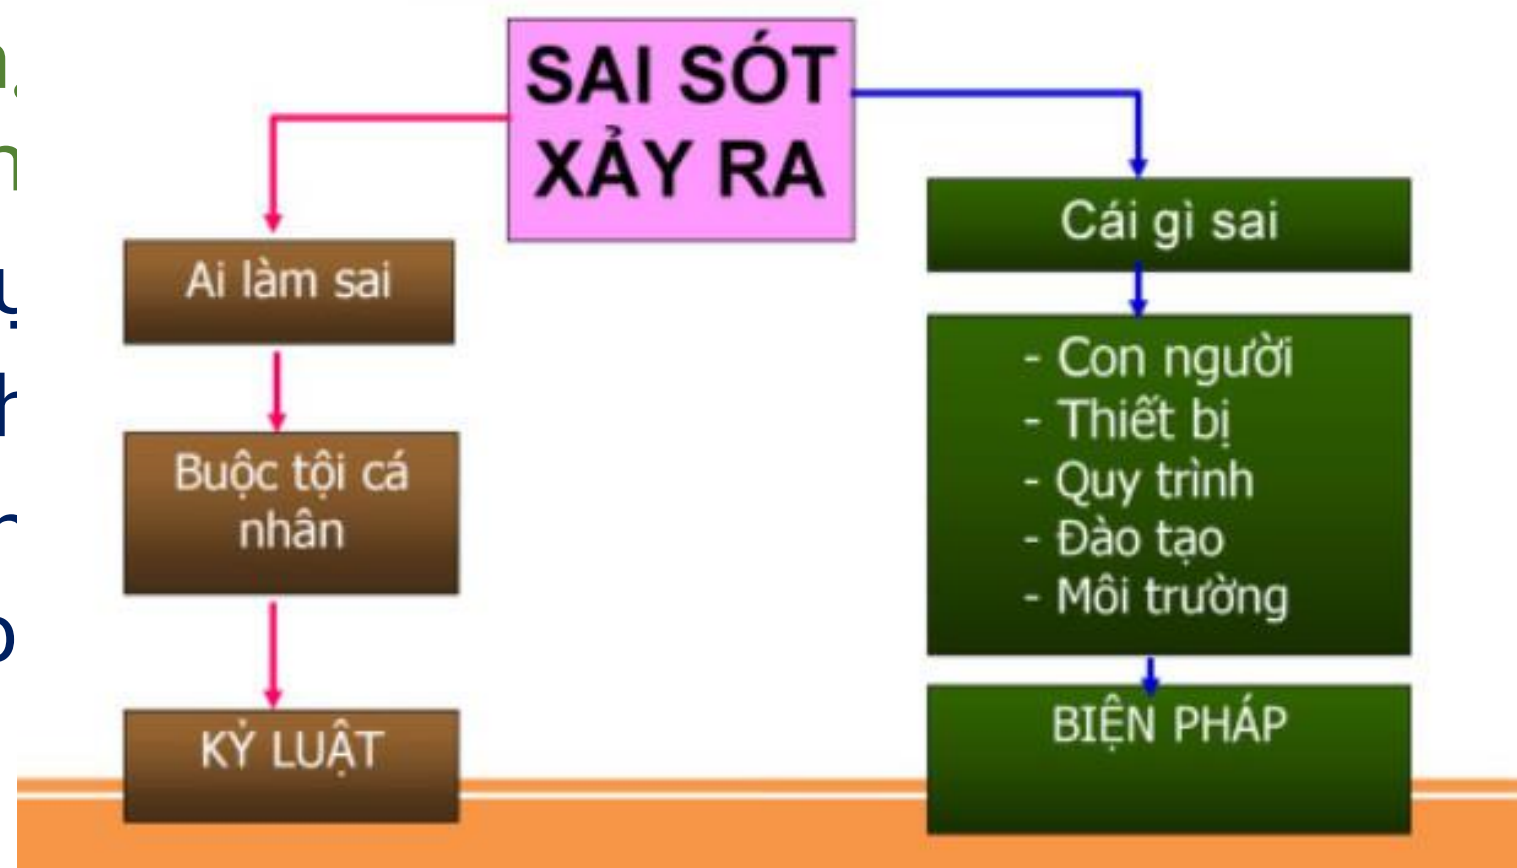 SAI SÓT
XẢY RA
Ai làm sai
Buộc tội cá
nhân
KỶ LUẬT
Cái gì sai
- Con người
- Thiết bị
- Quy trình
- Đào tạo
- Môi trường
BIỆN PHÁP